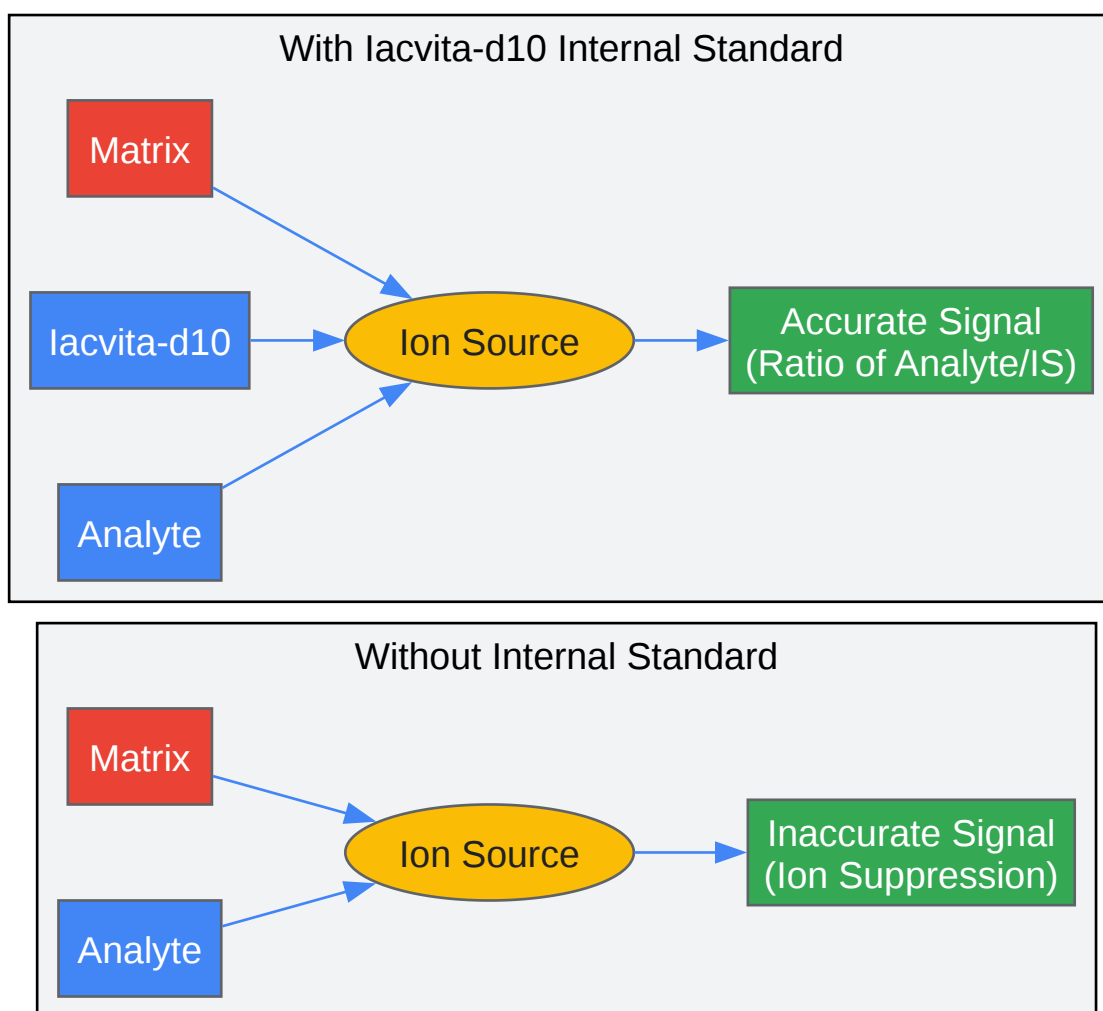 With Iacvita-d10 Internal Standard
Matrix
Iacvita-d10
Ion Source
Accurate Signal
(Ratio of Analyte/IS)
Analyte
Without Internal Standard
Matrix
Ion Source
Inaccurate Signal
(Ion Suppression)
Analyte